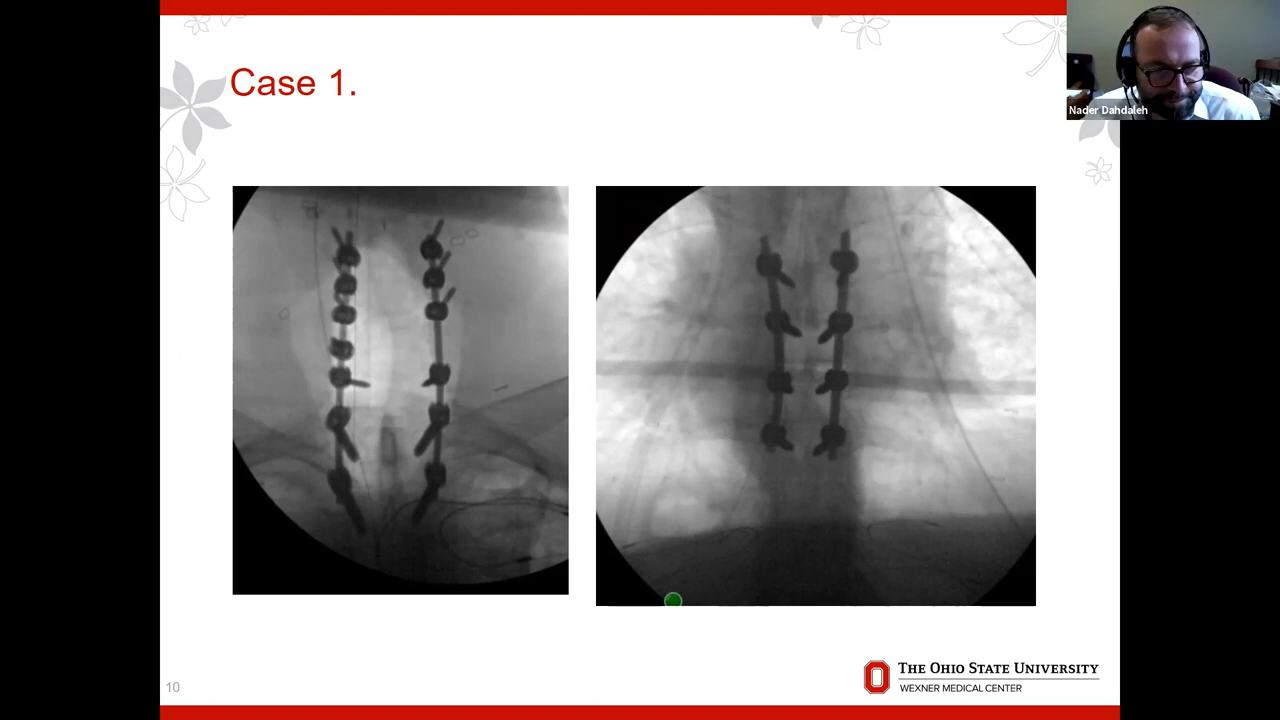 Case 1.
Nader Dahdaleh
10
THE OHIO STATE UNIVERSITY
WEXNER MEDICAL CENTER